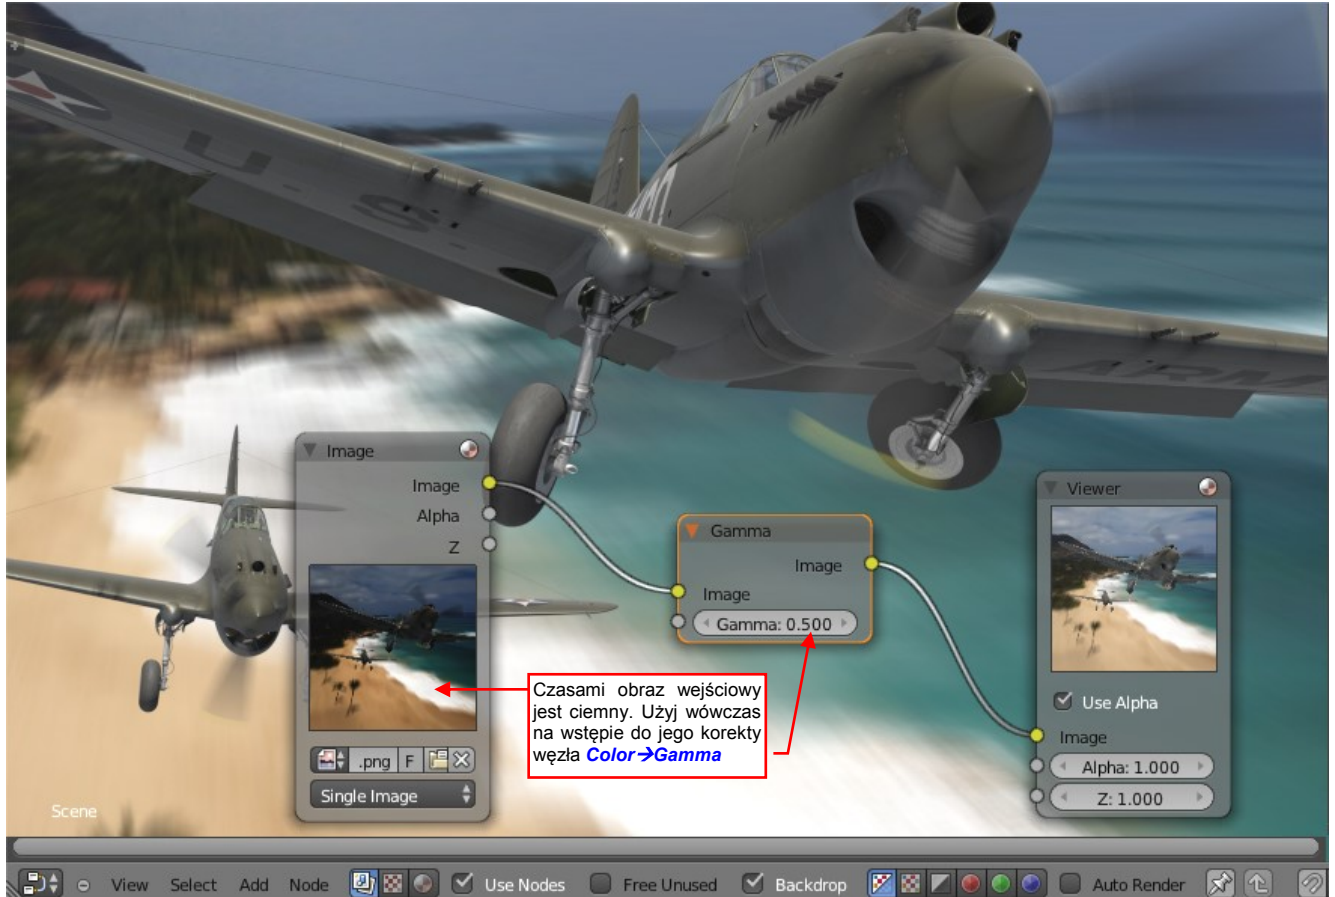 U. S.
ARM
Image
Image
Alpha
Z
.png F
Single Image
Gamma
Image
Image
Gamma: 0.500
Czasami obraz wejściowy
jest ciemny. Użyj wówczas
na wstępie do jego korekty
węzła Color→Gamma
Viewer
Use Alpha
Image
Alpha: 1.000
Z: 1.000
Scene
View Select Add Node Use Nodes Free Unused Backdrop Auto Render